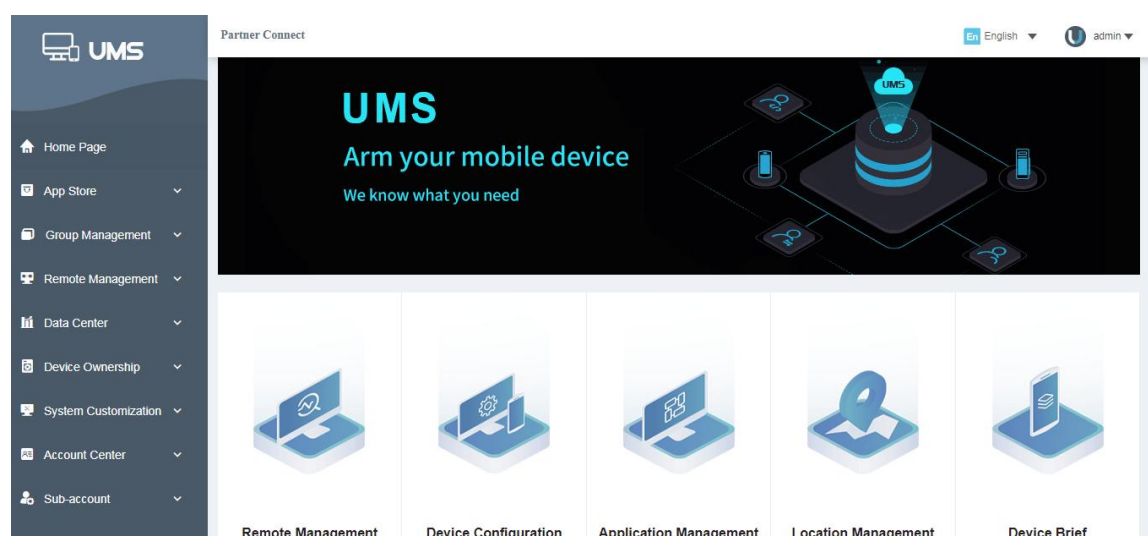 UMS
Partner Connect
En English
admin
Home Page
App Store
Group Management
Remote Management
Data Center
Device Ownership
System Customization
Account Center
Sub-account
UMS
Arm your mobile device
We know what you need
UMS
Remote Management
Device Configuration
Application Management
Location Management
Device Brief